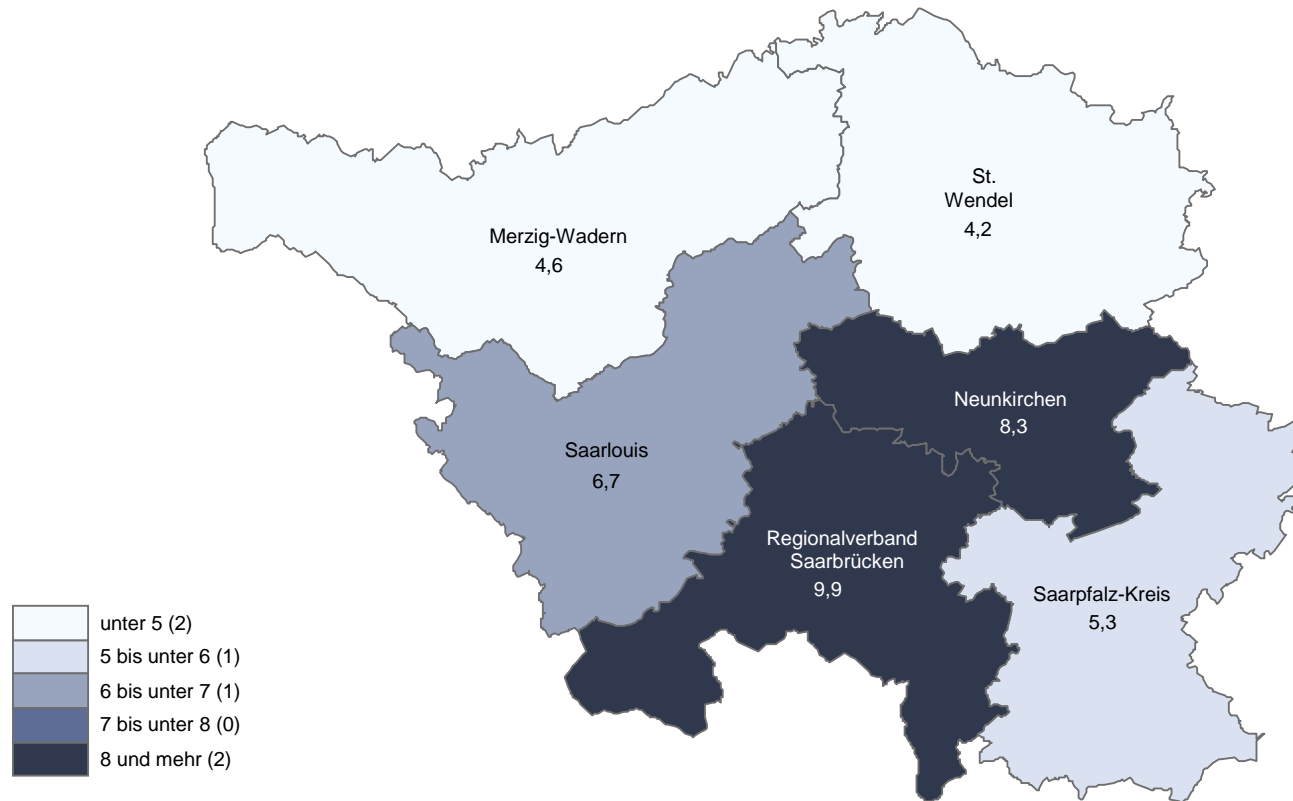 St.
Wendel
4,2
Merzig-Wadern
4,6
Neunkirchen
8,3
Saarlouis
6,7
Regionalverband
Saarbrücken
9,9
Saarpfalz-Kreis
5,3
unter 5 (2)
5 bis unter 6 (1)
6 bis unter 7 (1)
7 bis unter 8 (0)
8 und mehr (2)